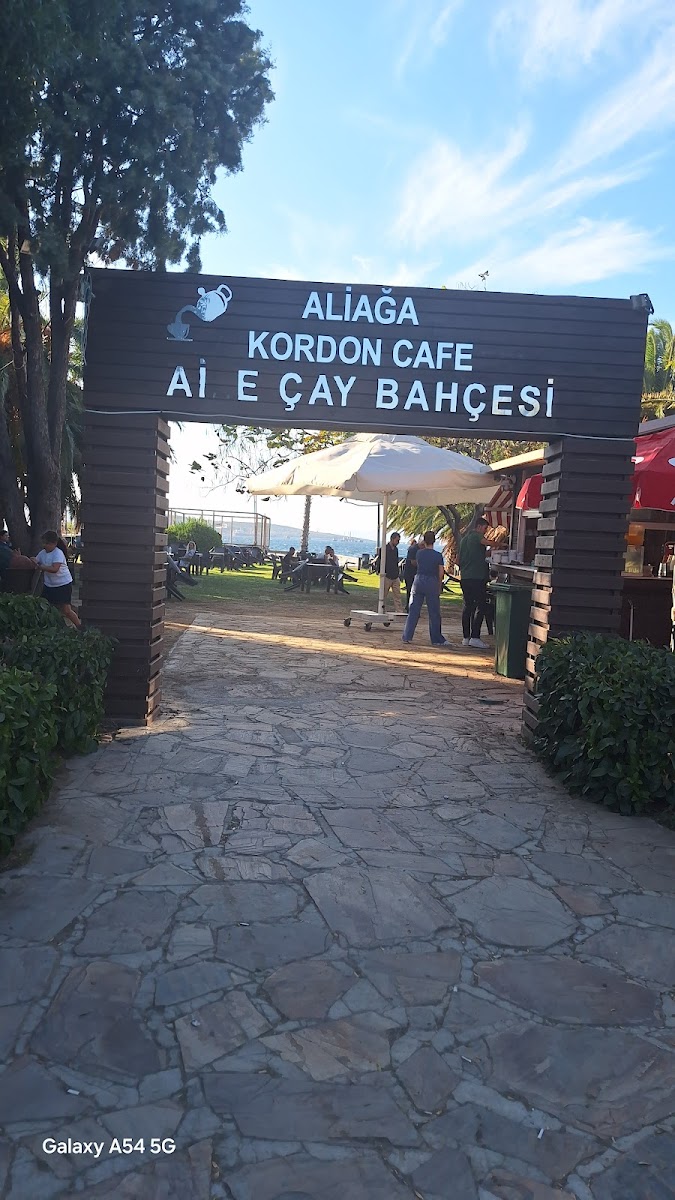 ALİAĞA
KORDON CAFE
Aİ E ÇAY BAHÇESİ
Galaxy A54 5G